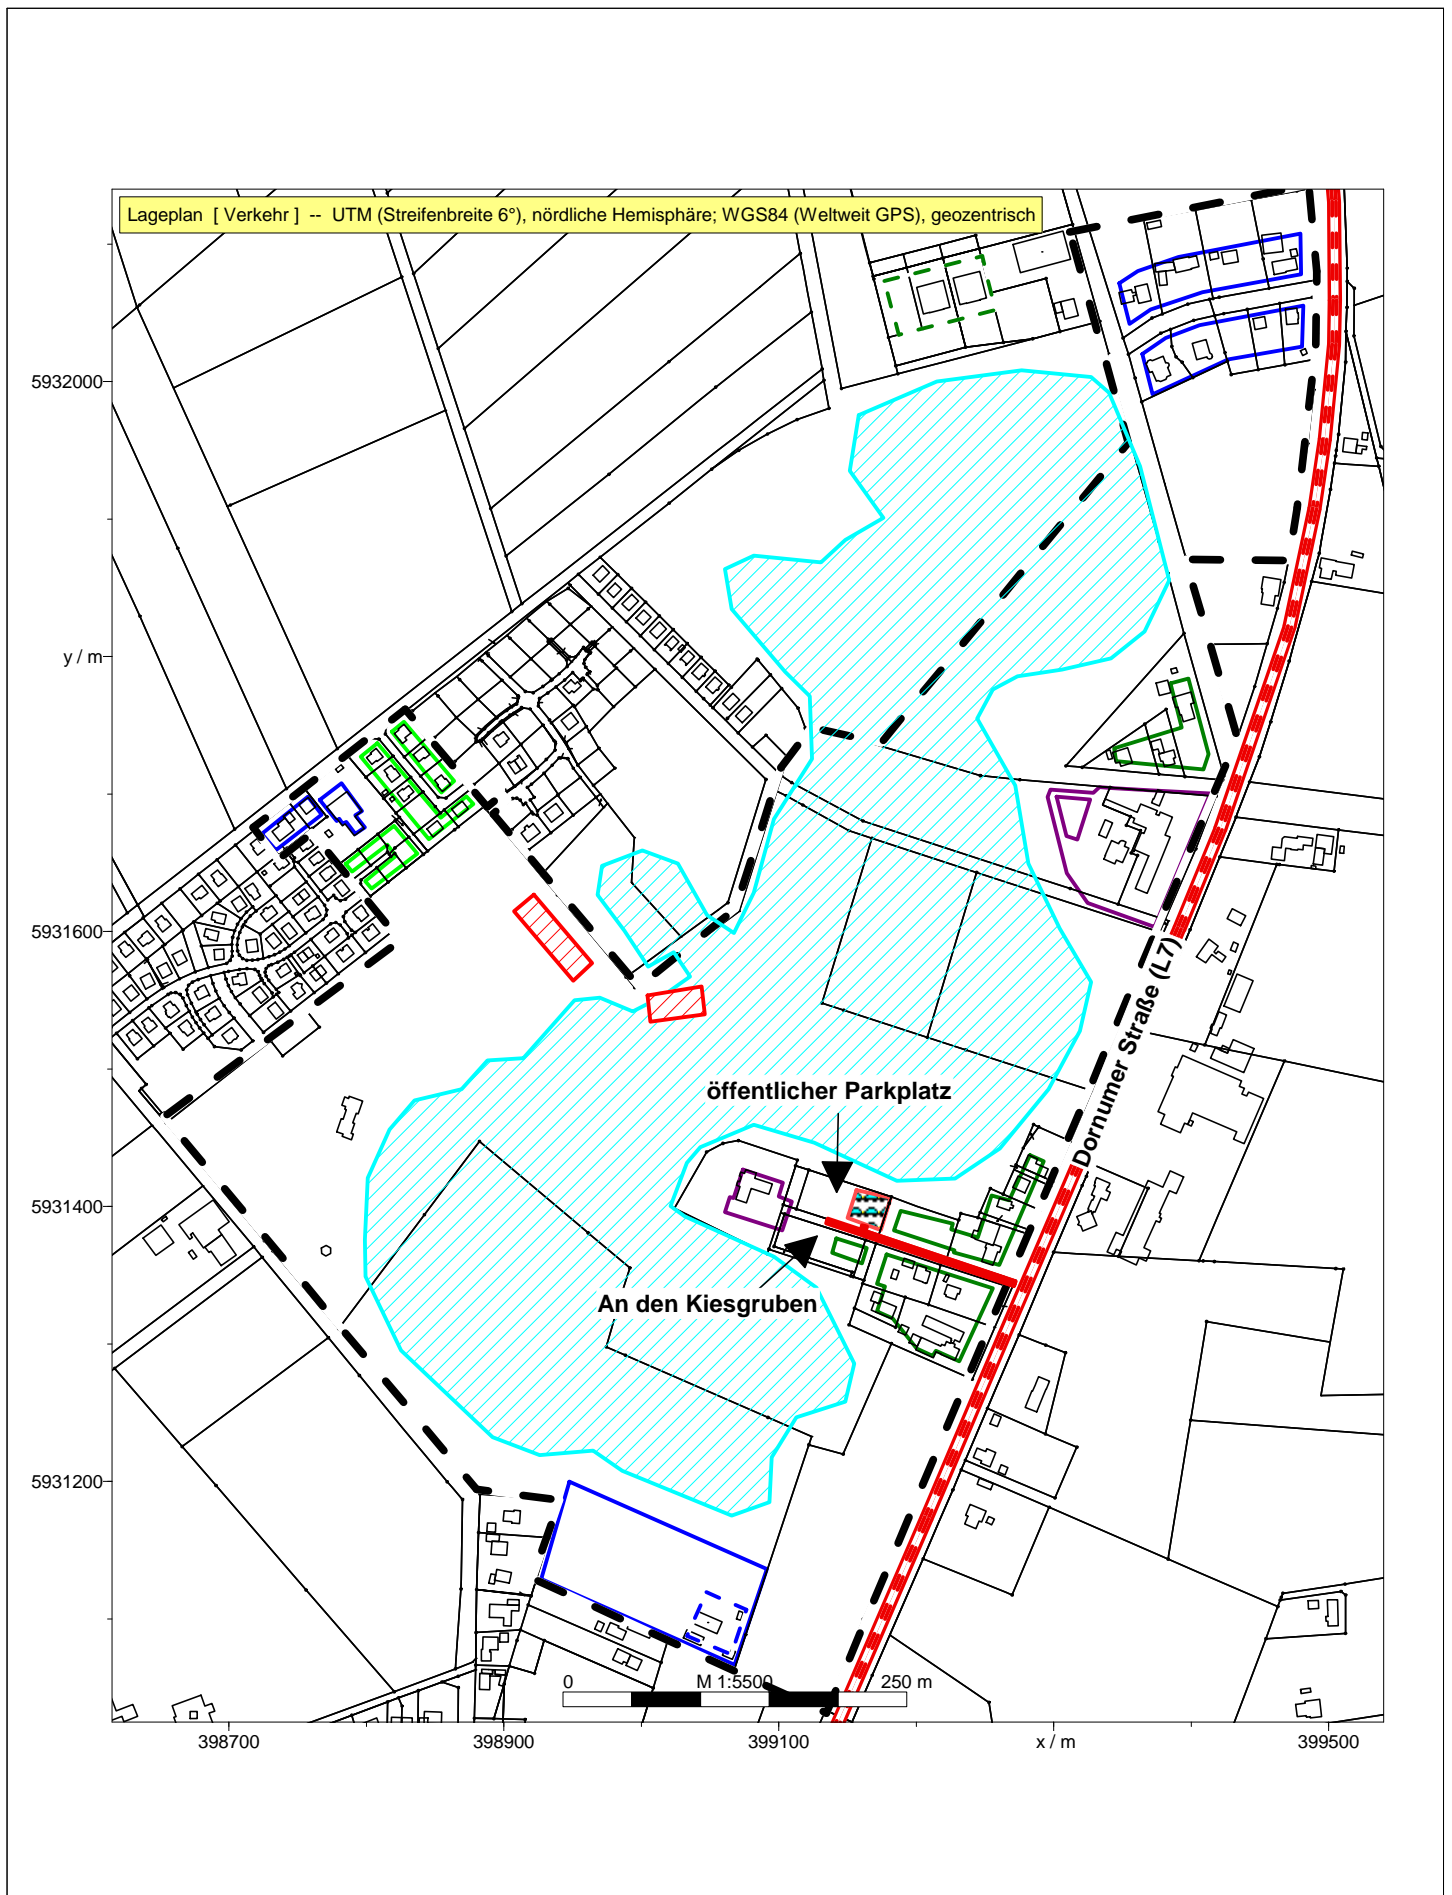 Lageplan [ Verkehr ] -- UTM (Streifenbreite 6°), nördliche Hemisphäre; WGS84 (Weltweit GPS), geozentrisch
5932000
y / m
5931600
Dornumer Straße (L7)
öffentlicher Parkplatz
5931400
An den Kiesgruben
5931200
0 M 1:5500 250 m
398700 398900 399100 x / m 399500